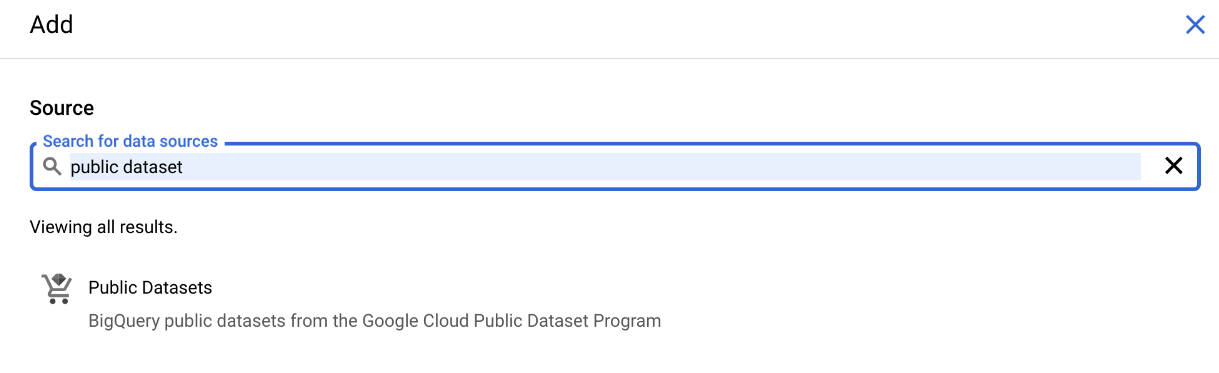 Add
Source
Search for data sources
public dataset
Viewing all results.
Public Datasets
BigQuery public datasets from the Google Cloud Public Dataset Program